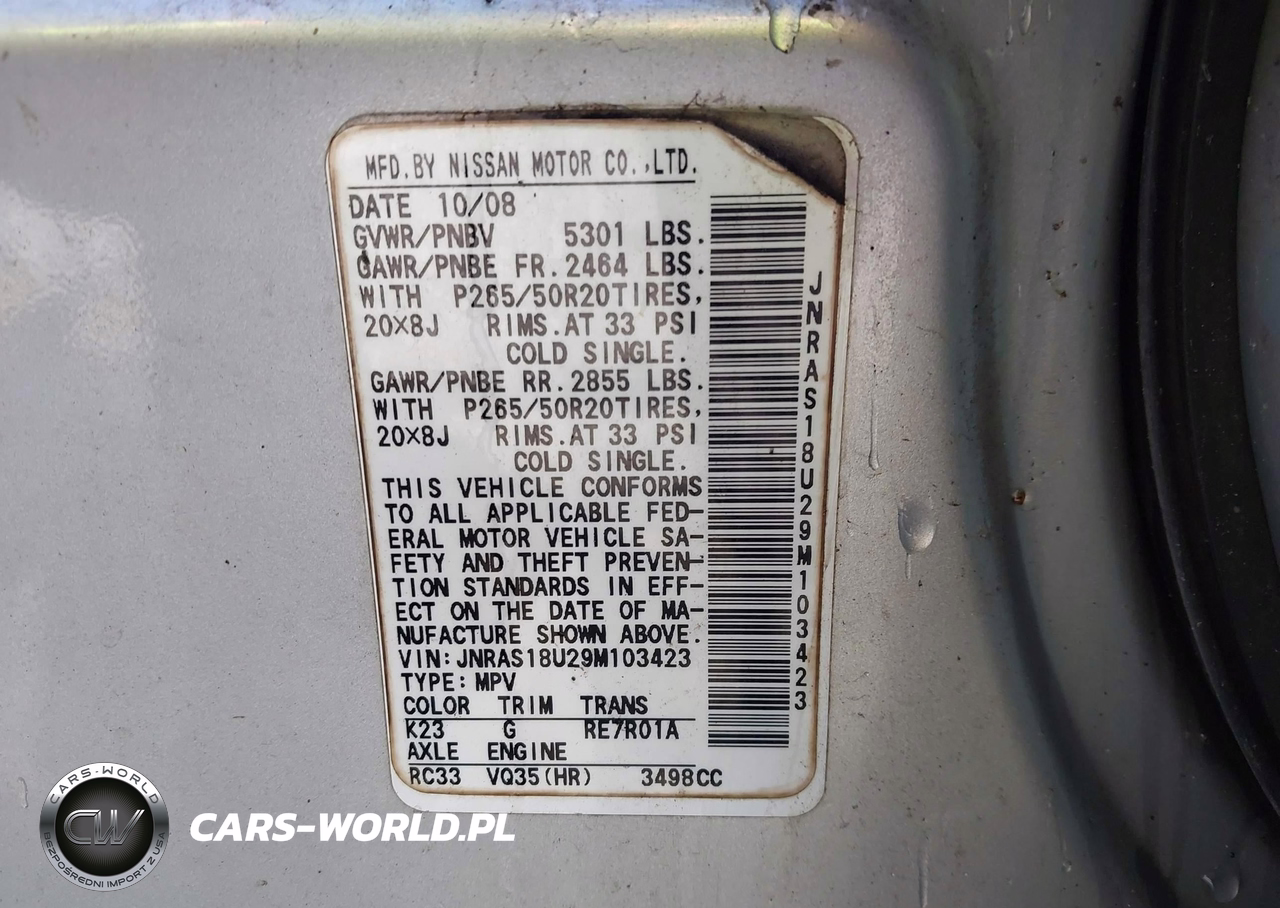 MFD.BY NISSAN MOTOR CO.,LTD.
DATE 10/08
GVWR/PNBV 5301 LBS.
GAWR/PNBE FR.2464 LBS.
WITH P265/50R20TIRES,
20×8J RIMS.AT 33 PSI
COLD SINGLE.
GAWR/PNBE RR.2855 LBS.
WITH P265/50R20TIRES,
20×8J RIMS.AT 33 PSI
COLD SINGLE.
THIS VEHICLE CONFORMS
TO ALL APPLICABLE FED-
ERAL MOTOR VEHICLE SA-
FETY AND THEFT PREVEN-
TION STANDARDS IN EFF-
ECT ON THE DATE OF MA-
NUFACTURE SHOWN ABOVE.
VIN:JNRAS18U29M103423
TYPE:MPV
COLOR TRIM TRANS
K23 G RE7R01A
AXLE ENGINE
RC33 VQ35(HR) 3498CC
JNRAS18U29M103423
CARS-WORLD
CW
BEZPOŚREDNI IMPORT Z USA
CARS-WORLD.PL